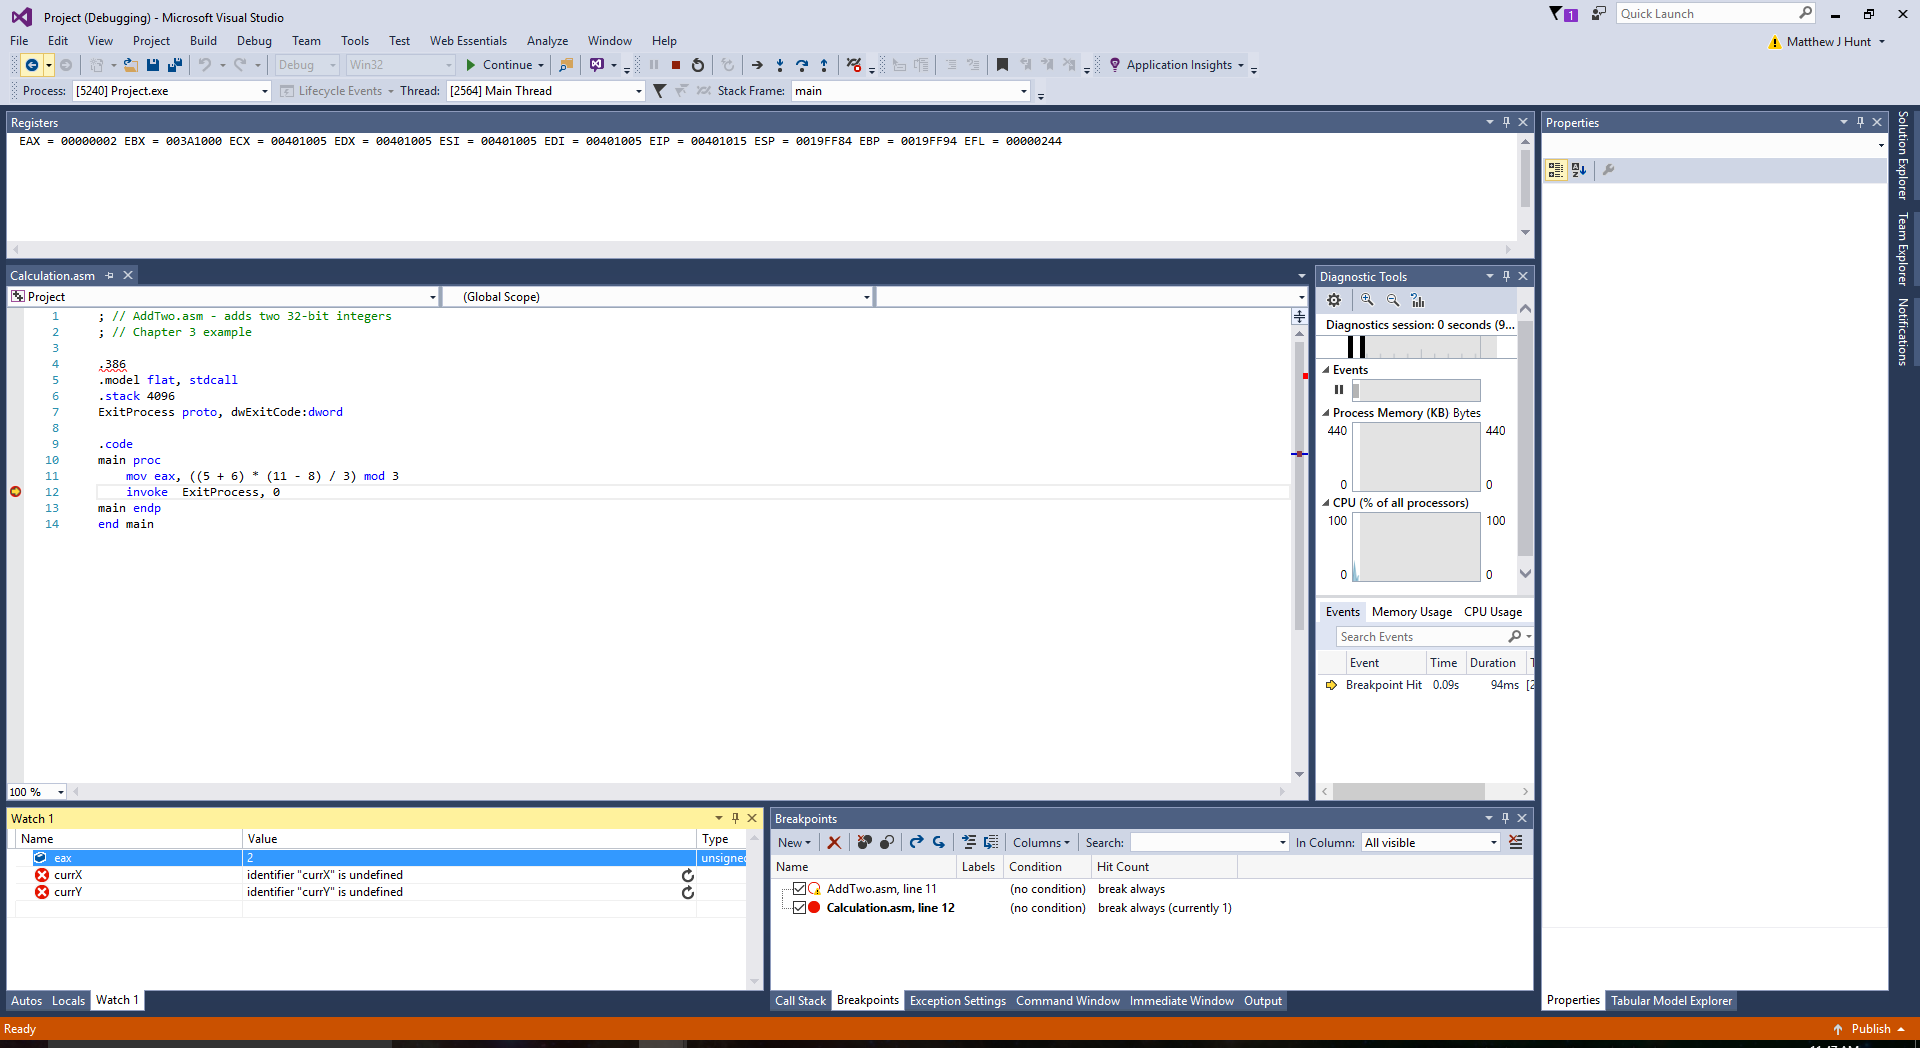 Project (Debugging) - Microsoft Visual Studio
1
Quick Launch
File Edit View Project Build Debug Team Tools Test Web Essentials Analyze Window Help
Matthew J Hunt
Debug Win32 Continue Application Insights
Process: [5240] Project.exe Lifecycle Events Thread: [2564] Main Thread Stack Frame: main
Registers
EAX = 00000002 EBX = 003A1000 ECX = 00401005 EDX = 00401005 ESI = 00401005 EDI = 00401005 EIP = 00401015 ESP = 0019FF84 EBP = 0019FF94 EFL = 00000244
Properties
Solution Explorer
Team Explorer
Notifications
Calculation.asm
Project (Global Scope)
1 ; // AddTwo.asm - adds two 32-bit integers
2 ; // Chapter 3 example
3
4 .386
5 .model flat, stdcall
6 .stack 4096
7 ExitProcess proto, dwExitCode:dword
8
9 .code
10 main proc
11 mov eax, ((5 + 6) * (11 - 8) / 3) mod 3
12 invoke ExitProcess, 0
13 main endp
14 end main
100 %
Diagnostic Tools
Diagnostics session: 0 seconds (9...
Events
Process Memory (KB) Bytes
440 440
0 0
CPU (% of all processors)
100 100
0 0
Events Memory Usage CPU Usage
Search Events
Event Time Duration
Breakpoint Hit 0.09s 94ms [2
Watch 1
Name Value Type
eax 2 unsigned
currX identifier "currX" is undefined
currY identifier "currY" is undefined
Autos Locals Watch 1
Breakpoints
New Columns Search: In Column: All visible
Name Labels Condition Hit Count
AddTwo.asm, line 11 (no condition) break always
Calculation.asm, line 12 (no condition) break always (currently 1)
Call Stack Breakpoints Exception Settings Command Window Immediate Window Output
Properties Tabular Model Explorer
Ready
Publish